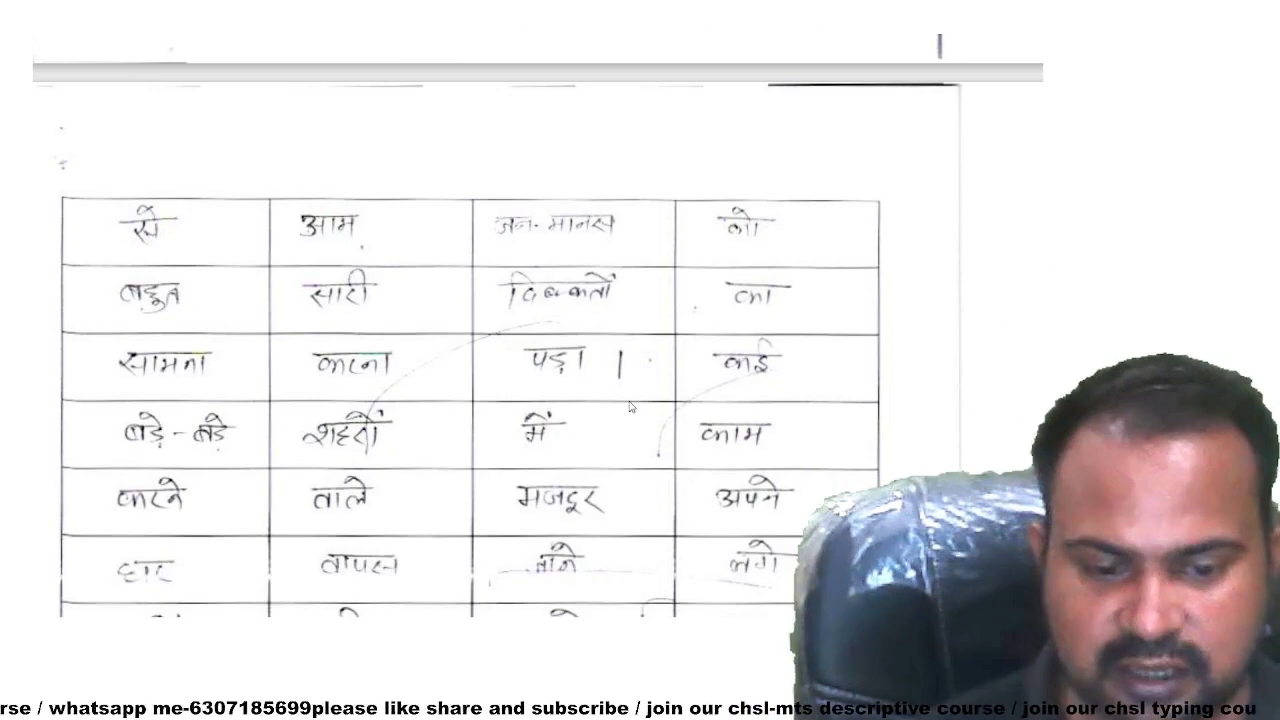 से आम जन-मानस को
बहुत सारी दिक्कतों का
सामना करना पड़ा । कई
बड़े-बड़े शहरों में काम
करने वाले मजदूर अपने
घर वापस जाने लगे
rse / whatsapp me-6307185699please like share and subscribe / join our chsl-mts descriptive course / join our chsl typing cou